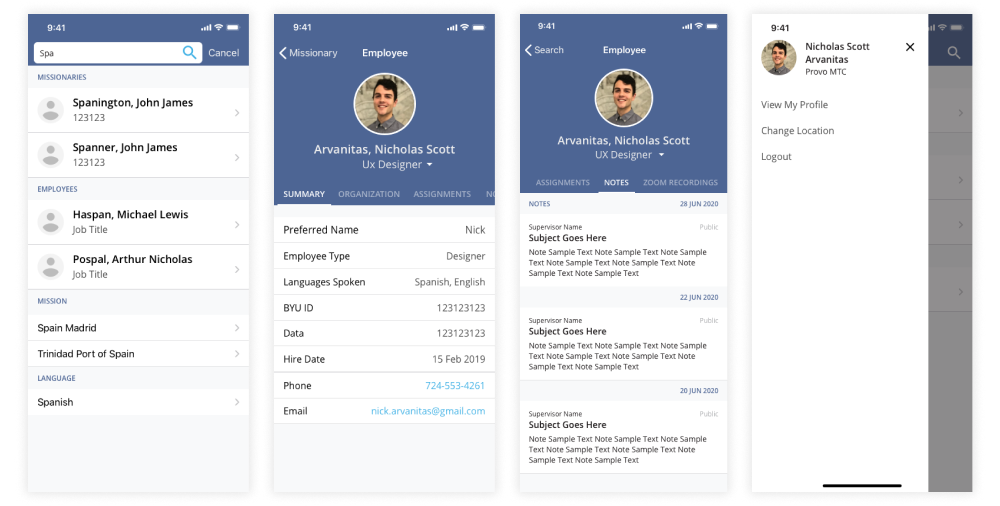 9:41
Spa
Cancel
MISSIONARIES
Spanington, John James
123123
Spanner, John James
123123
EMPLOYEES
Haspan, Michael Lewis
Job Title
Pospal, Arthur Nicholas
Job Title
MISSION
Spain Madrid
Trinidad Port of Spain
LANGUAGE
Spanish
9:41
Missionary Employee
Arvanitas, Nicholas Scott
Ux Designer
SUMMARY ORGANIZATION ASSIGNMENTS NO
Preferred Name Nick
Employee Type Designer
Languages Spoken Spanish, English
BYU ID 123123123
Data 123123123
Hire Date 15 Feb 2019
Phone 724-553-4261
Email nick.arvanitas@gmail.com
9:41
Search Employee
Arvanitas, Nicholas Scott
UX Designer
ASSIGNMENTS NOTES ZOOM RECORDINGS
NOTES 28 JUN 2020
Supervisor Name Public
Subject Goes Here
Note Sample Text Note Sample Text Note Sample
Text Note Sample Text Note Sample Text Note
Sample Text Note Sample Text
22 JUN 2020
Supervisor Name Public
Subject Goes Here
Note Sample Text Note Sample Text Note Sample
Text Note Sample Text Note Sample Text Note
Sample Text Note Sample Text
20 JUN 2020
Supervisor Name Public
Subject Goes Here
Note Sample Text Note Sample Text Note Sample
Text Note Sample Text Note Sample Text Note
Sample Text Note Sample Text
9:41
Nicholas Scott
Arvanitas
Provo MTC
View My Profile
Change Location
Logout